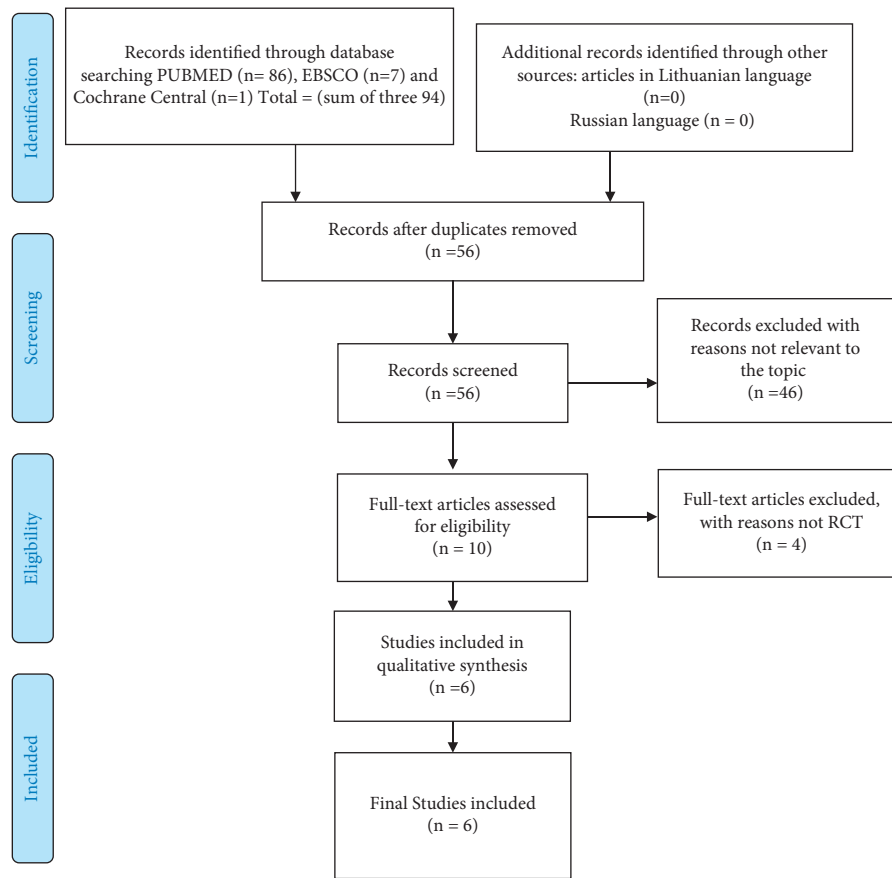 Identification
Records identified through database
searching PUBMED (n= 86), EBSCO (n=7) and
Cochrane Central (n=1) Total = (sum of three 94)
Additional records identified through other
sources: articles in Lithuanian language
(n=0)
Russian language (n = 0)
Records after duplicates removed
(n =56)
Screening
Records screened
(n =56)
Records excluded with
reasons not relevant to
the topic
(n =46)
Eligibility
Full-text articles assessed
for eligibility
(n = 10)
Full-text articles excluded,
with reasons not RCT
(n = 4)
Studies included in
qualitative synthesis
(n =6)
Included
Final Studies included
(n = 6)